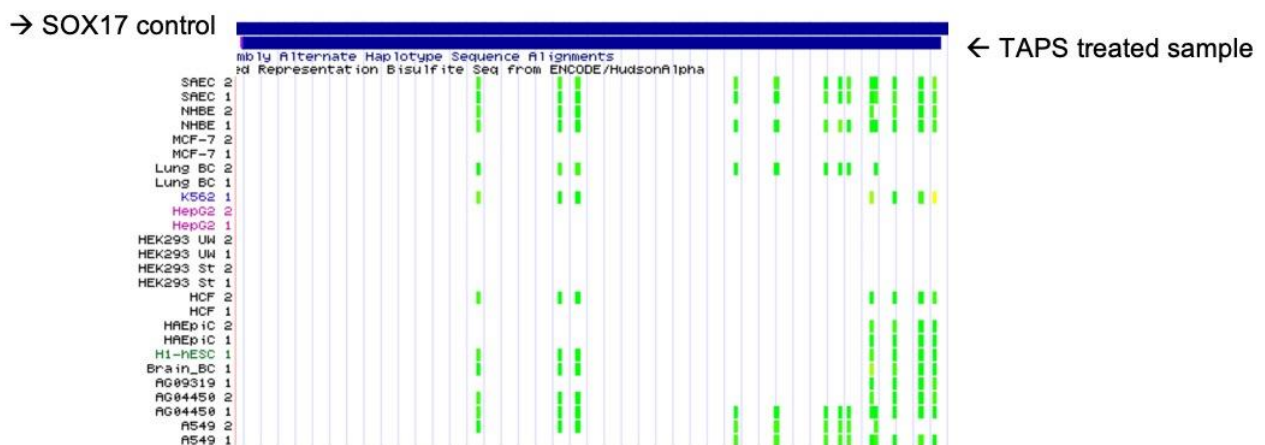 → SOX17 control
← TAPS treated sample
mbly Alternate Haplotype Sequence Alignments
ed Representation Bisulfite Seq from ENCODE/HudsonAlpha
SAEC 2
SAEC 1
NHBE 2
NHBE 1
MCF-7 2
MCF-7 1
Lung BC 2
Lung BC 1
K562 1
HepG2 2
HepG2 1
HEK293 UW 2
HEK293 UW 1
HEK293 St 2
HEK293 St 1
HCF 2
HCF 1
HAEpiC 2
HAEpiC 1
H1-hESC 1
Brain_BC 1
AG09319 1
AG04450 2
AG04450 1
A549 2
A549 1